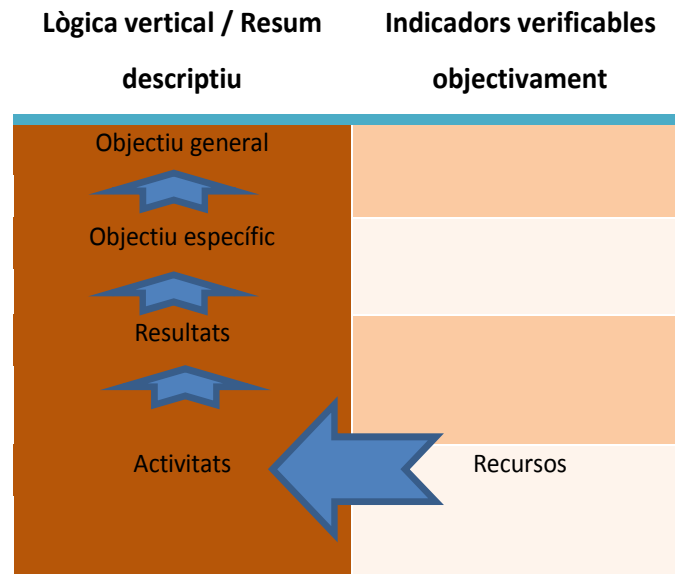 Lògica vertical / Resum
descriptiu
Indicadors verificables
objectivament
Objectiu general
Objectiu específic
Resultats
Activitats
Recursos